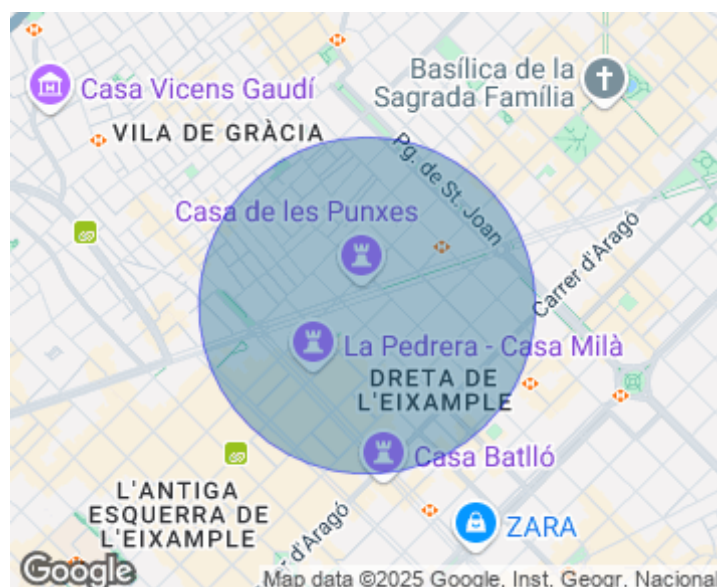 Basílica de la
Sagrada Família
Casa Vicens Gaudí
VILA DE GRÀCIA
Pg. de St. Joan
Casa de les Punxes
Carrer d'Aragó
La Pedrera - Casa Milà
DRETA DE
L'EIXAMPLE
Casa Batlló
L'ANTIGA
ESQUERRA DE
L'EIXAMPLE
er d'Aragó
ZARA
Google
Map data ©2025 Google, Inst. Geogr. Nacional